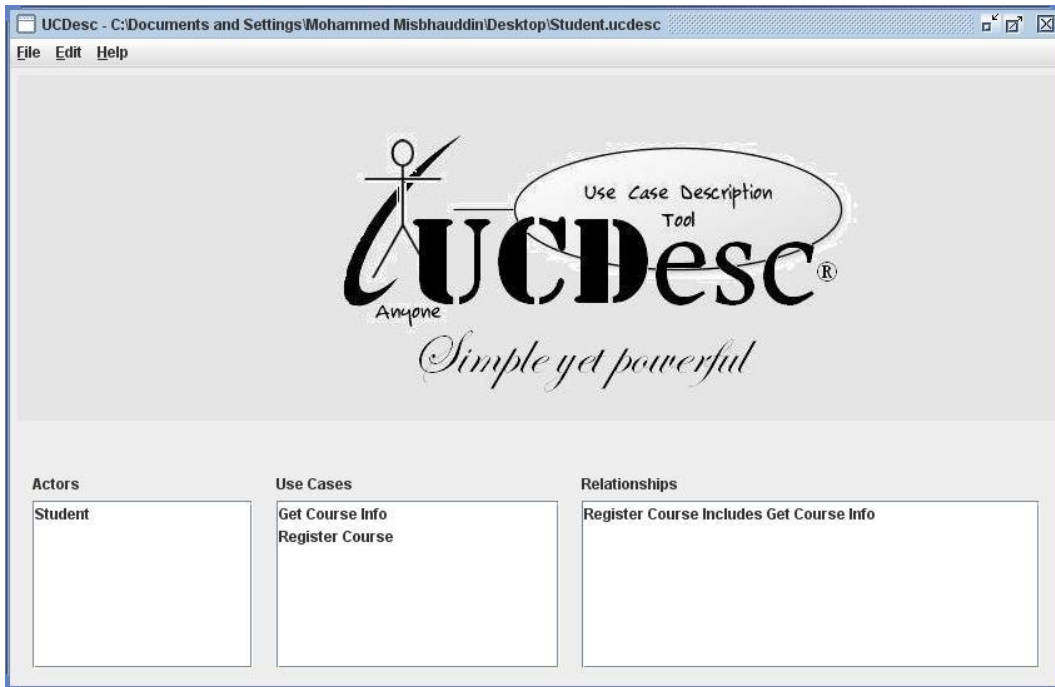 UCDesc - C:\Documents and Settings\Mohammed Misbhauddin\Desktop\Student.ucdesc
File Edit Help
Use Case Description
Tool
UCDesc®
Anyone
Simple yet powerful
Actors Use Cases Relationships
Student Get Course Info Register Course Includes Get Course Info
Register Course